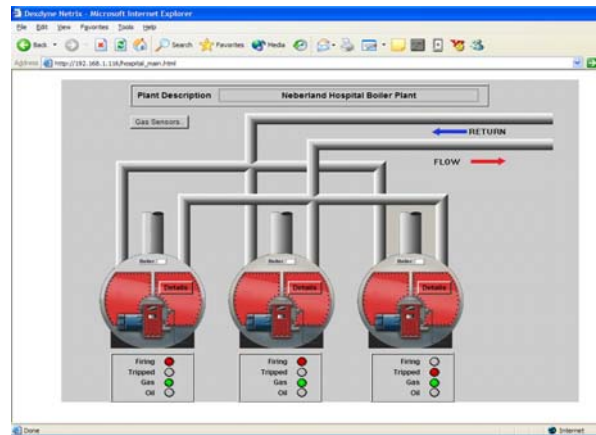 Dexdyne Netrix - Microsoft Internet Explorer
File Edit View Favorites Tools Help
Back Search Favorites Media
Address http://192.168.1.116/hospital_main.html
Plant Description Neberland Hospital Boiler Plant
Gas Sensors
RETURN
FLOW
Boiler Boiler Boiler
Details Details Details
Firing Firing Firing
Tripped Tripped Tripped
Gas Gas Gas
Oil Oil Oil
Done Internet